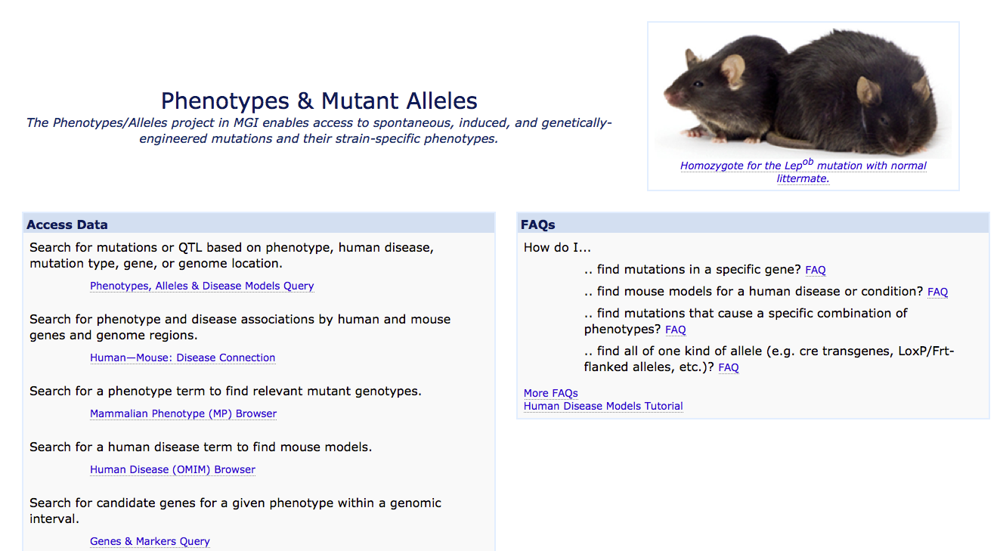 Phenotypes & Mutant Alleles
The Phenotypes/Alleles project in MGI enables access to spontaneous, induced, and genetically-
engineered mutations and their strain-specific phenotypes.
Homozygote for the Lepob mutation with normal
littermate.
Access Data
Search for mutations or QTL based on phenotype, human disease,
mutation type, gene, or genome location.
Phenotypes, Alleles & Disease Models Query
Search for phenotype and disease associations by human and mouse
genes and genome regions.
Human—Mouse: Disease Connection
Search for a phenotype term to find relevant mutant genotypes.
Mammalian Phenotype (MP) Browser
Search for a human disease term to find mouse models.
Human Disease (OMIM) Browser
Search for candidate genes for a given phenotype within a genomic
interval.
Genes & Markers Query
FAQs
How do I...
.. find mutations in a specific gene? FAQ
.. find mouse models for a human disease or condition? FAQ
.. find mutations that cause a specific combination of
phenotypes? FAQ
.. find all of one kind of allele (e.g. cre transgenes, LoxP/Frt-
flanked alleles, etc.)? FAQ
More FAQs
Human Disease Models Tutorial